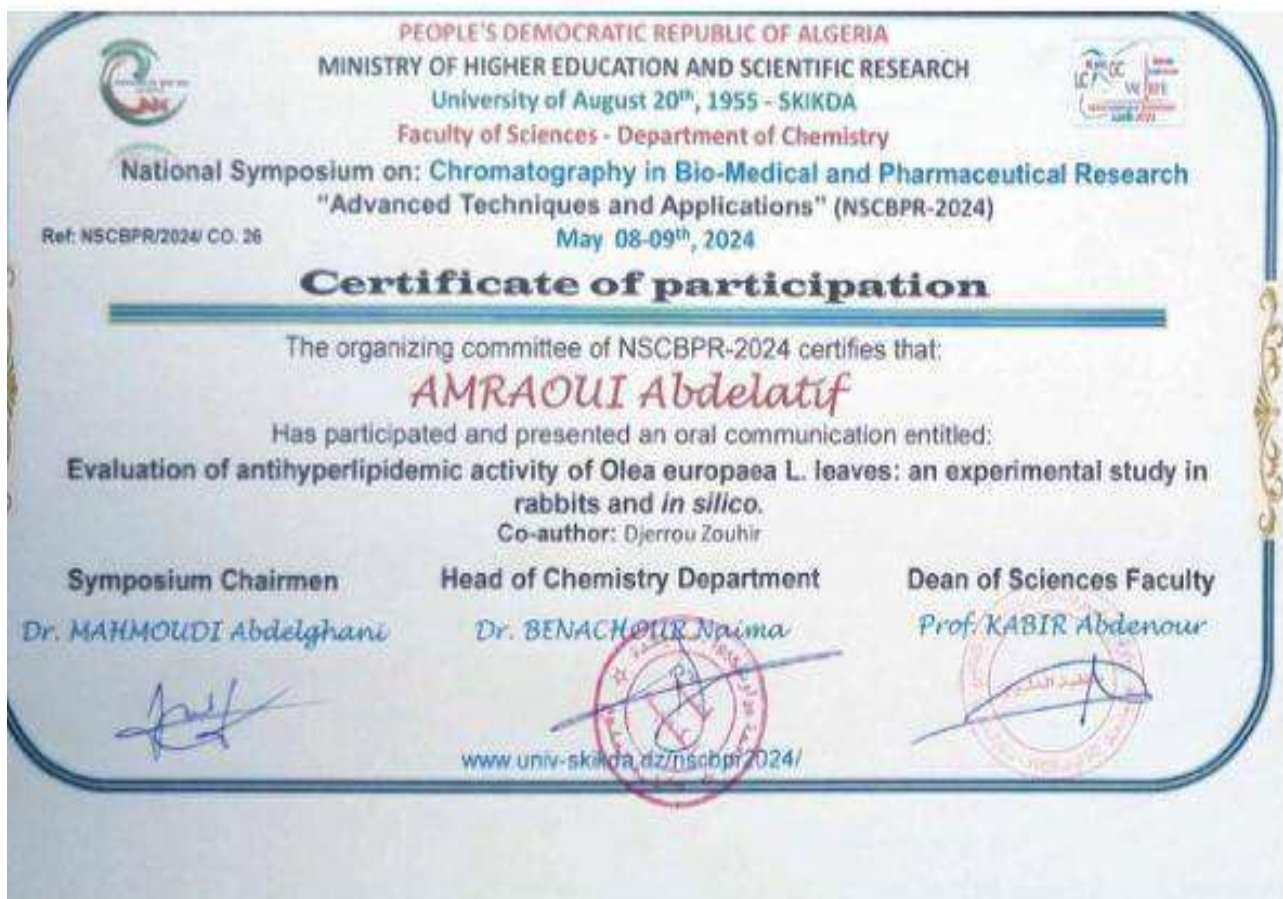 PEOPLE'S DEMOCRATIC REPUBLIC OF ALGERIA
MINISTRY OF HIGHER EDUCATION AND SCIENTIFIC RESEARCH
University of August 20th, 1955 - SKIKDA
Faculty of Sciences - Department of Chemistry
National Symposium on: Chromatography in Bio-Medical and Pharmaceutical Research
"Advanced Techniques and Applications" (NSCBPR-2024)
Ref: NSCBPR/2024/ CO. 26
May 08-09th, 2024
Certificate of participation
The organizing committee of NSCBPR-2024 certifies that:
AMRAOUI Abdelatif
Has participated and presented an oral communication entitled:
Evaluation of antihyperlipidemic activity of Olea europaea L. leaves: an experimental study in
rabbits and in silico.
Co-author: Djerrou Zouhir
Symposium Chairmen Head of Chemistry Department Dean of Sciences Faculty
Dr. MAHMOUDI Abdelghani Dr. BENACHOUR Naima Prof. KABIR Abdenour
www.univ-skikda.dz/nscbpr2024/